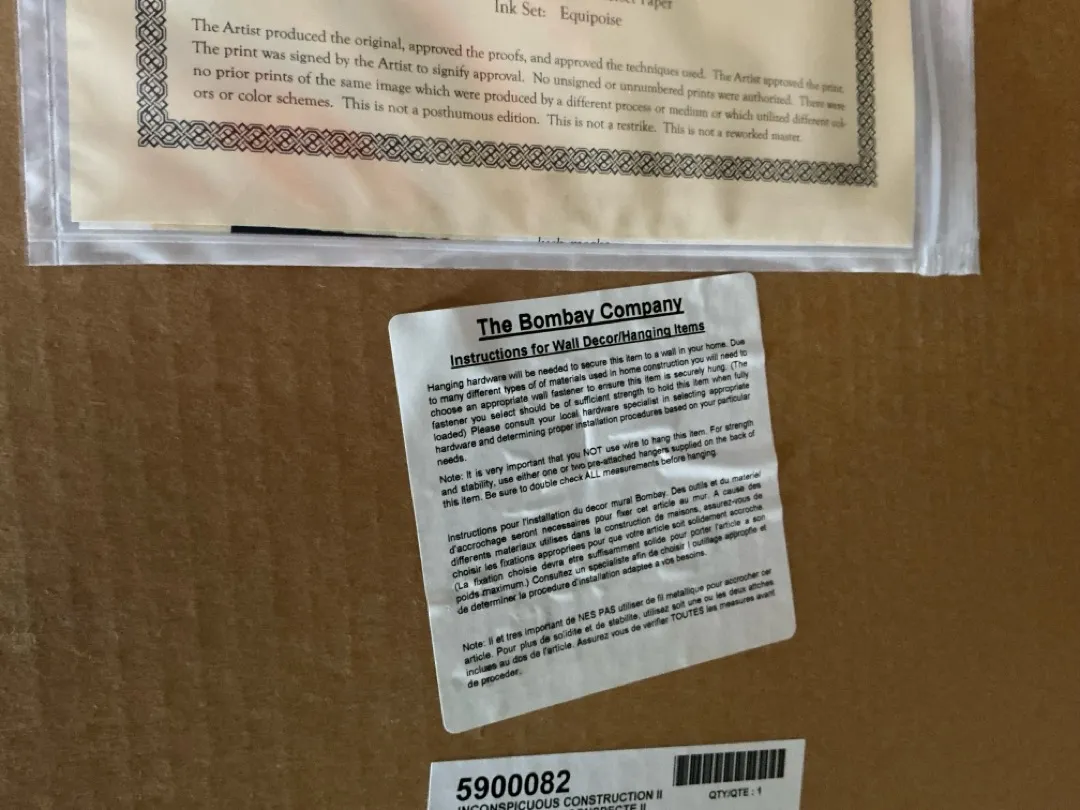 Paper
Ink Set: Equipoise
The Artist produced the original, approved the proofs, and approved the techniques used. The Artist approved the print.
The print was signed by the Artist to signify approval. No unsigned or unnumbered prints were authorized. There were
no prior prints of the same image which were produced by a different process or medium or which utilized different col-
ors or color schemes. This is not a posthumous edition. This is not a restrike. This is not a reworked master.
The Bombay Company
Instructions for Wall Decor/Hanging Items
Hanging hardware will be needed to secure this item to a wall in your home. Due
to many different types of of materials used in home construction you will need to
choose an appropriate wall fastener to ensure this item is securely hung. (The
fastener you select should be of sufficient strength to hold this item when fully
loaded) Please consult your local hardware specialist in selecting appropriate
hardware and determining proper installation procedures based on your particular
needs.
Note: It is very important that you NOT use wire to hang this item. For strength
and stability, use either one or two pre-attached hangers supplied on the back of
this item. Be sure to double check ALL measurements before hanging.
Instructions pour l'installation du decor mural Bombay. Des outils et du materiel
d'accrochage seront necessaires pour fixer cet article au mur. A cause des
differents materiaux utilises dans la construction de maisons, assurez-vous de
choisir les fixations appropriees pour que votre article soit solidement accroche.
(La fixation choisie devra etre suffisamment solide pour porter l'article a son
poids maximum.) Consultez un specialiste afin de choisir l outillage approprie et
de determiner la procedure d'installation adaptee a vos besoins.
Note: Il et tres important de NES PAS utiliser de fil metallique pour accrocher cet
article. Pour plus de solidite et de stabilite, utilisez soit une ou les deux attches
inclues au dos de l'article. Assurez vous de verifier TOUTES les measures avant
de proceder.
5900082
INCONSPICUOUS CONSTRUCTION II
QTY/QTE : 1